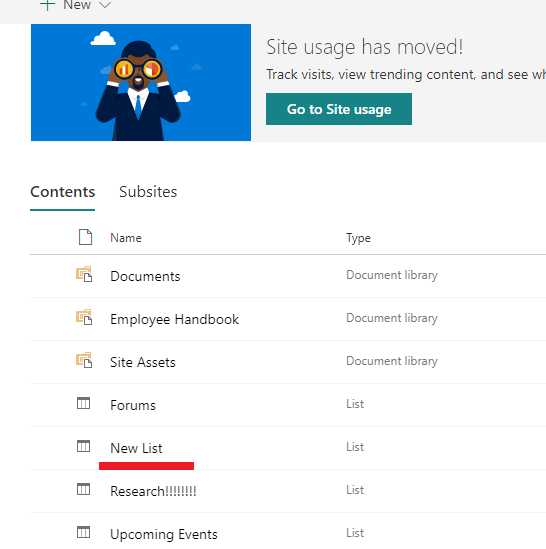 New
Site usage has moved!
Track visits, view trending content, and see
Go to Site usage
Contents Subsites
Name Type
Documents Document library
Employee Handbook Document library
Site Assets Document library
Forums List
New List List
Research!!!!!!!! List
Upcoming Events List